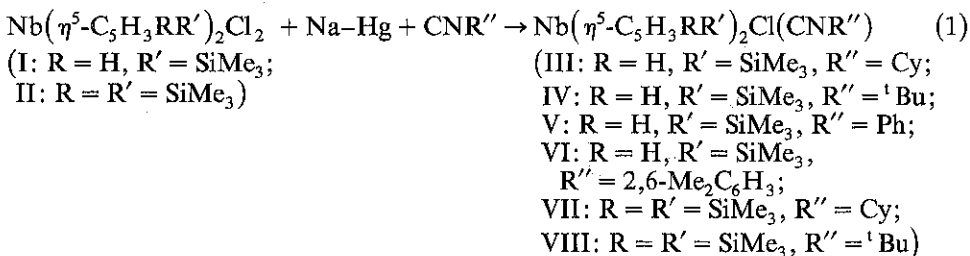 Nb(η⁵-C₅H₃RR′)₂Cl₂ + Na–Hg + CNR″ → Nb(η⁵-C₅H₃RR′)₂Cl(CNR″) (1)
(I: R = H, R′ = SiMe₃;
II: R = R′ = SiMe₃)
(III: R = H, R′ = SiMe₃, R″ = Cy;
IV: R = H, R′ = SiMe₃, R″ = ᵗBu;
V: R = H, R′ = SiMe₃, R″ = Ph;
VI: R = H, R′ = SiMe₃,
R″ = 2,6-Me₂C₆H₃;
VII: R = R′ = SiMe₃, R″ = Cy;
VIII: R = R′ = SiMe₃, R″ = ᵗBu)